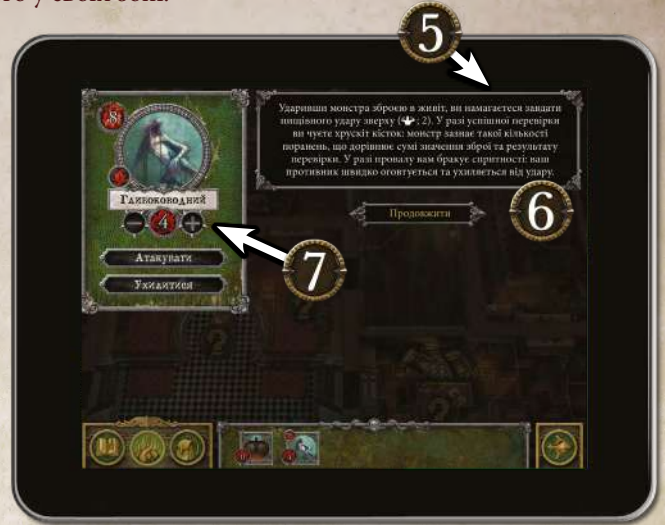 у своїй
5
8
Ударивши монстра зброєю в живіт, ви намагаєтеся завдати
нищівного удару зверху (; 2). У разі успішної перевірки
ви чуєте хрускіт кісток: монстр зазнає такої кількості
поранень, що дорівнює сумі значення зброї та результату
перевірки. У разі провалу вам бракує спритності: ваш
противник швидко оговтується та ухиляється від удару.
Глибоководний
4
Продовжити
6
7
Атакувати
Ухилитися